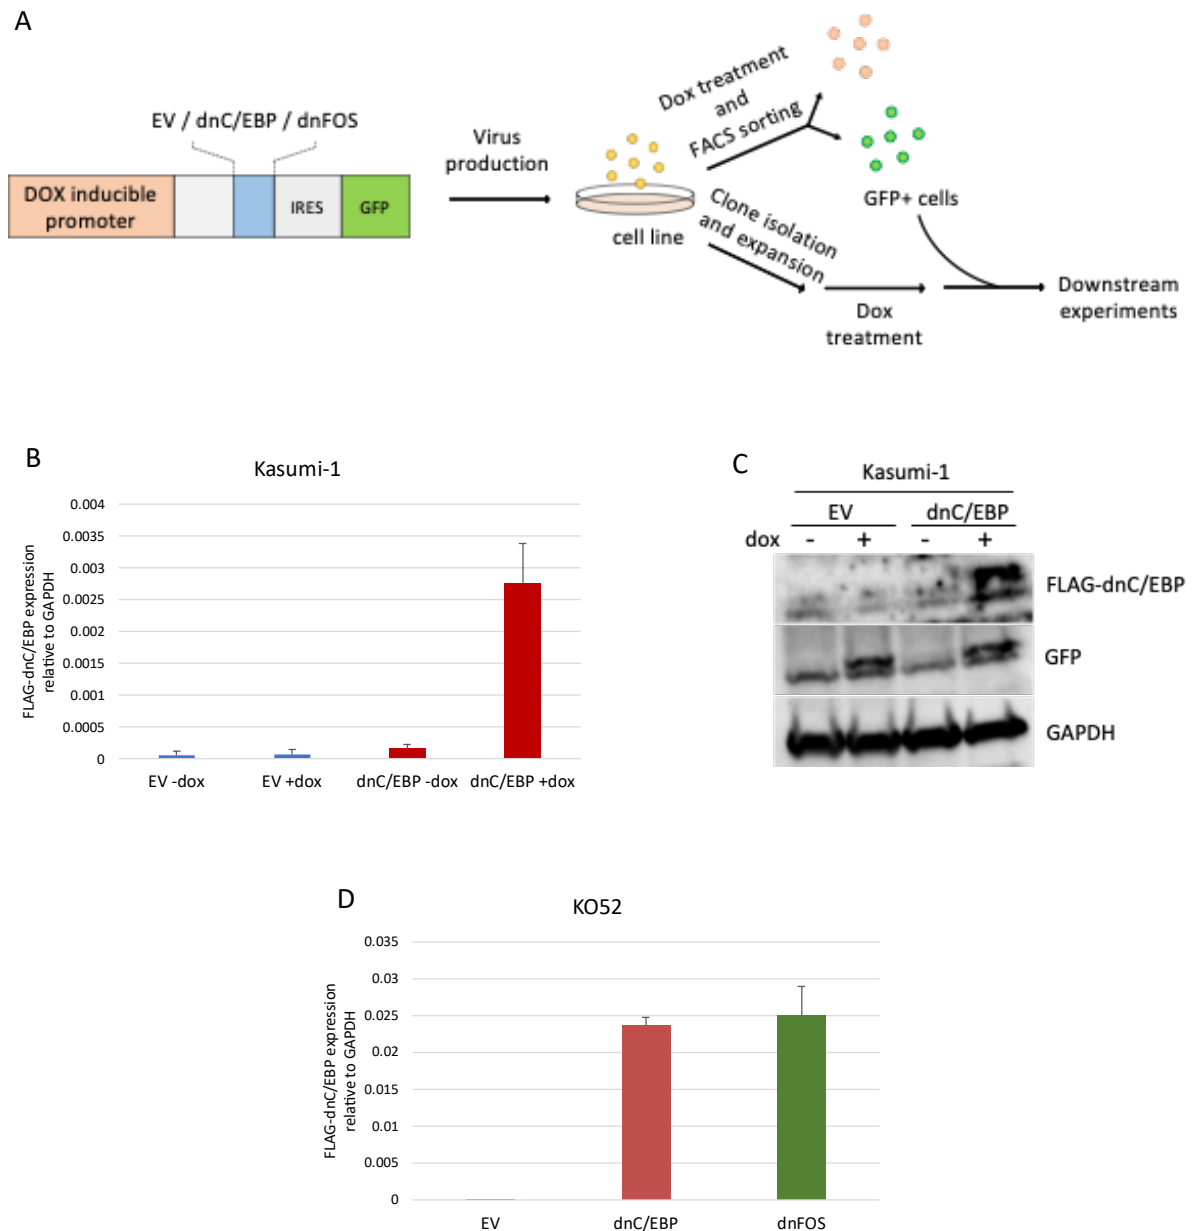 A
EV / dnC/EBP / dnFOS
DOX inducible
promoter
IRES
GFP
Virus
production
cell line
Dox treatment
and
FACS sorting
GFP+ cells
Clone isolation
and expansion
Dox
treatment
Downstream
experiments
B
Kasumi-1
FLAG-dnC/EBP expression
relative to GAPDH
0.004
0.0035
0.003
0.0025
0.002
0.0015
0.001
0.0005
0
EV -dox
EV +dox
dnC/EBP -dox
dnC/EBP +dox
C
Kasumi-1
EV
dnC/EBP
dox - + - +
FLAG-dnC/EBP
GFP
GAPDH
D
KO52
FLAG-dnC/EBP expression
relative to GAPDH
0.035
0.03
0.025
0.02
0.015
0.01
0.005
0
EV
dnC/EBP
dnFOS